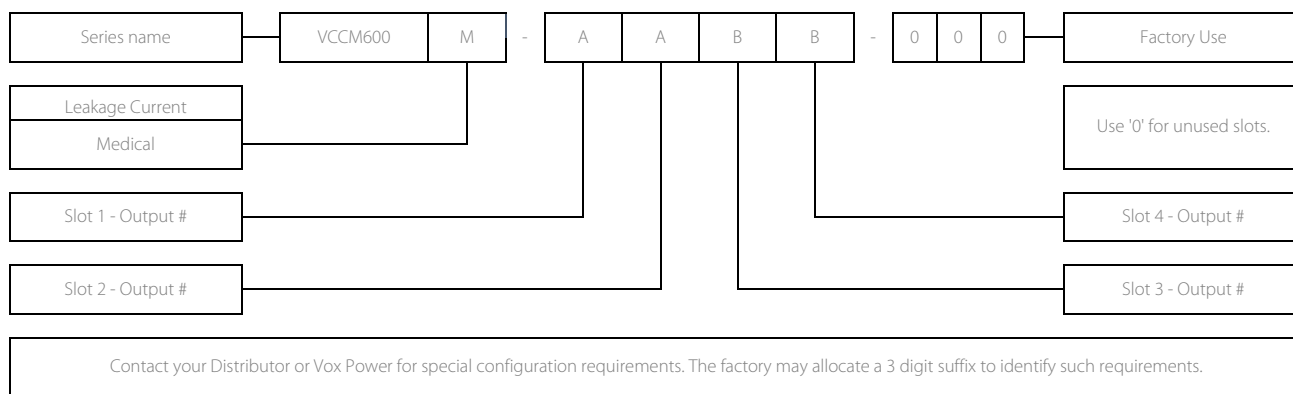 Series name VCCM600 M - A A B B - 0 0 0 Factory Use
Leakage Current
Medical
Use '0' for unused slots.
Slot 1 - Output # Slot 4 - Output #
Slot 2 - Output # Slot 3 - Output #
Contact your Distributor or Vox Power for special configuration requirements. The factory may allocate a 3 digit suffix to identify such requirements.